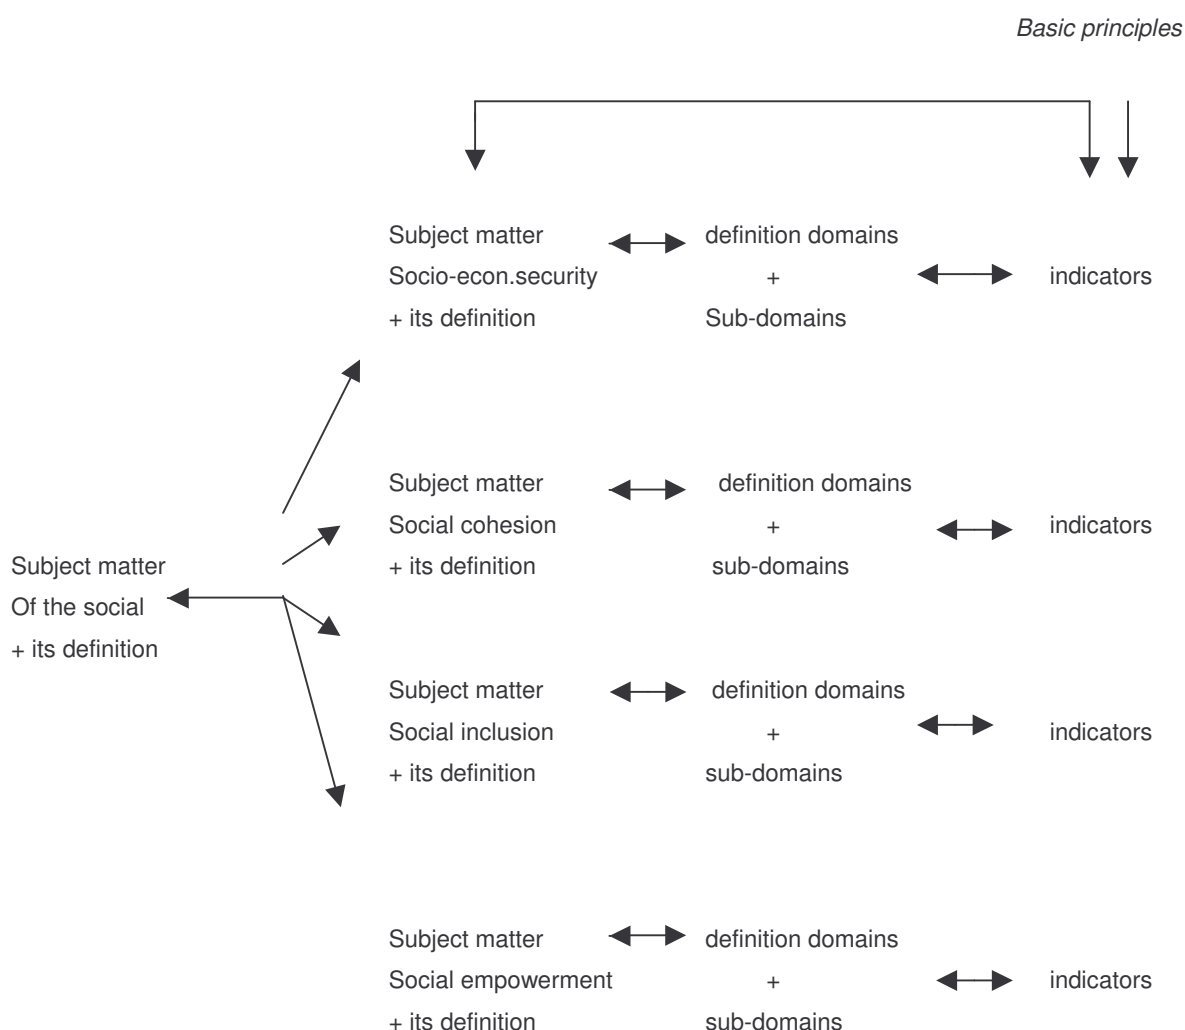 Basic principles
Subject matter definition domains
Socio-econ.security + indicators
+ its definition Sub-domains
Subject matter definition domains
Social cohesion + indicators
+ its definition sub-domains
Subject matter
Of the social
+ its definition
Subject matter definition domains
Social inclusion + indicators
+ its definition sub-domains
Subject matter definition domains
Social empowerment + indicators
+ its definition sub-domains